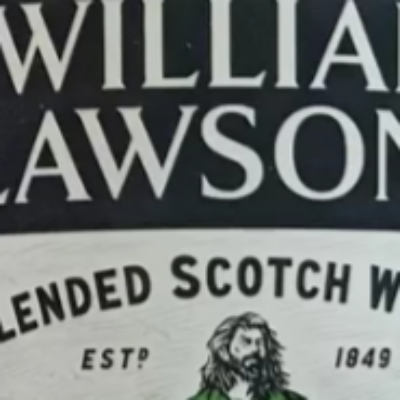 WILLIA
LAWSON
LENDED SCOTCH W
ESTD 1849